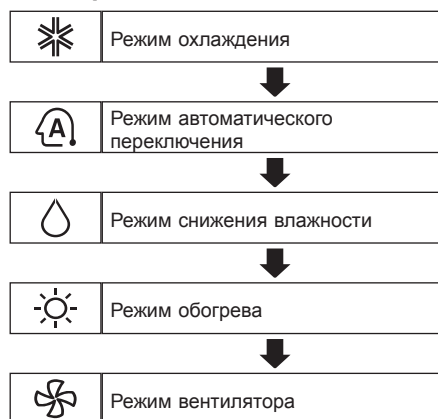 Режим охлаждения
A
Режим автоматического
переключения
Режим снижения влажности
Режим обогрева
Режим вентилятора